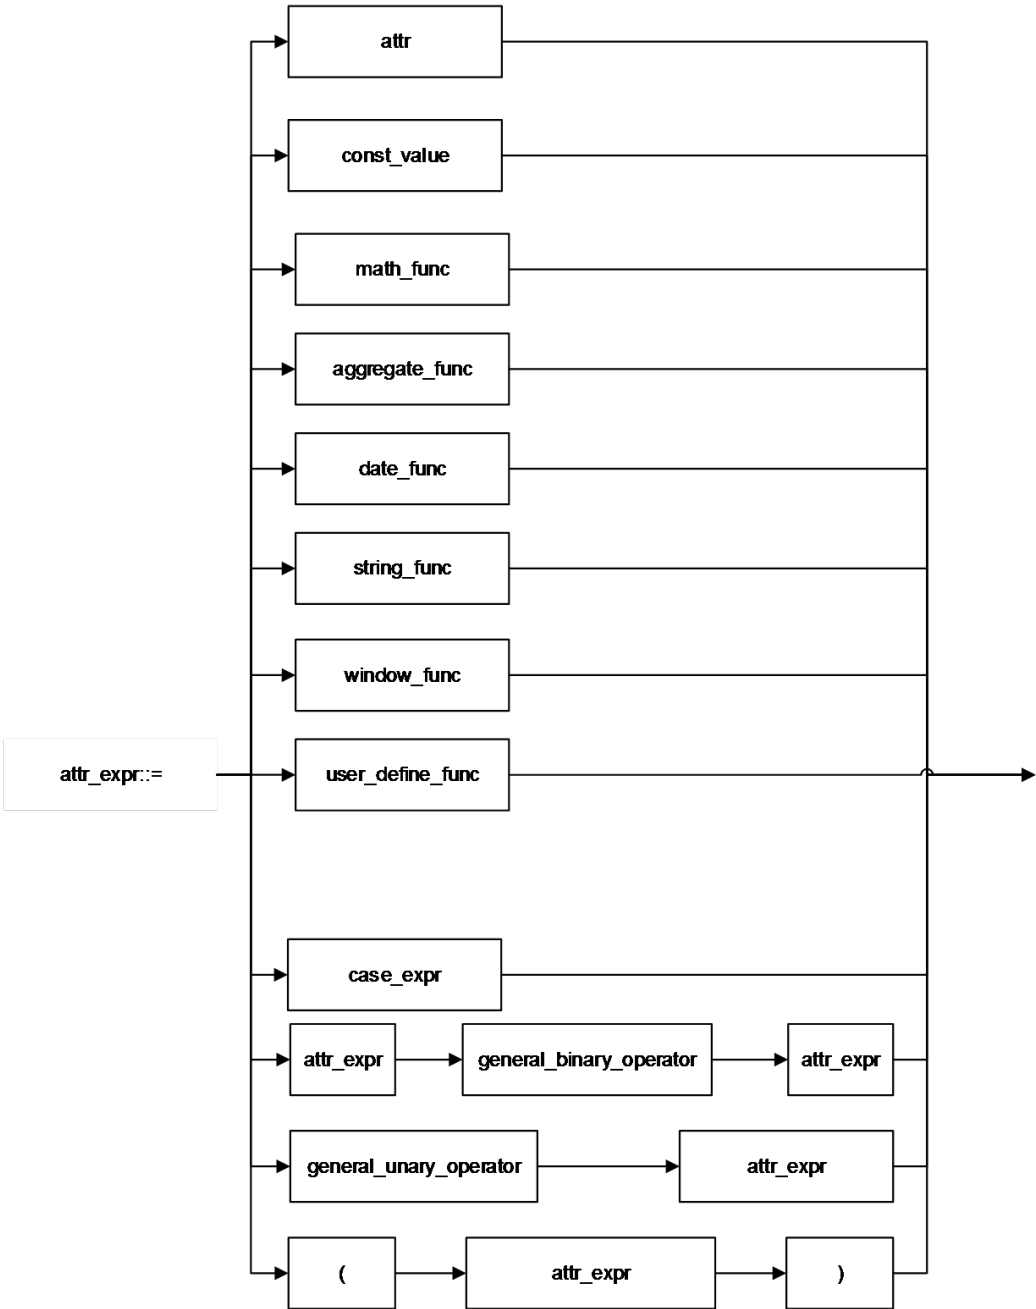 attr
const_value
math_func
aggregate_func
date_func
string_func
window_func
attr_expr::=
user_define_func
case_expr
attr_expr general_binary_operator attr_expr
general_unary_operator attr_expr
( attr_expr )